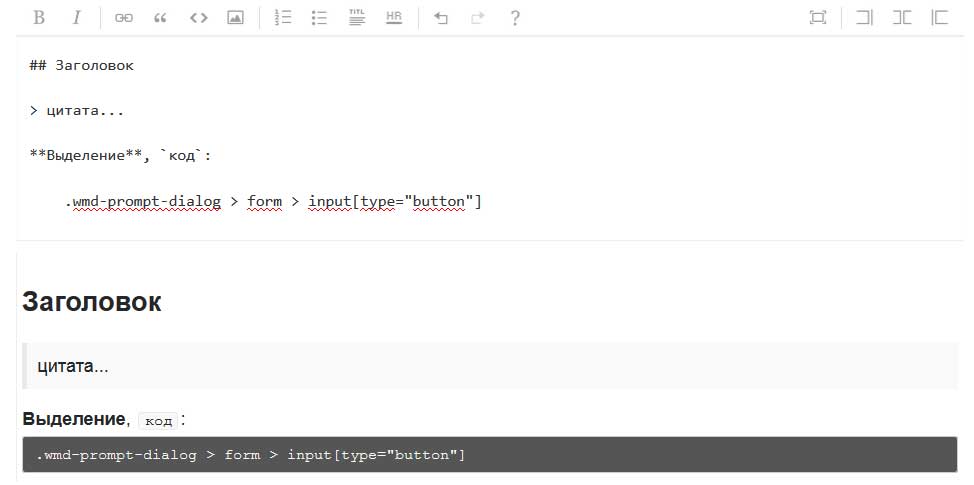 B I TITL HR ?
## Заголовок
> цитата...
**Выделение**, `код`:
.wmd-prompt-dialog > form > input[type="button"]
Заголовок
цитата...
Выделение, код :
.wmd-prompt-dialog > form > input[type="button"]